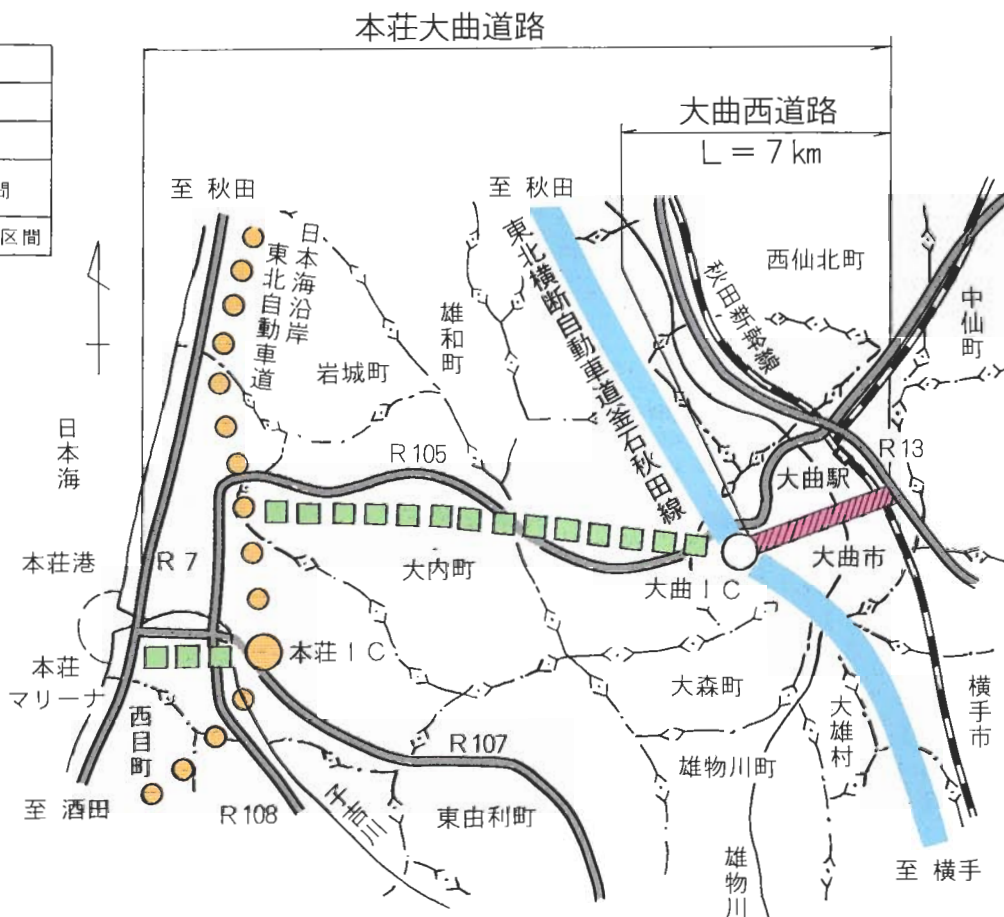 本荘大曲道路
大曲西道路
L = 7 km
間
区間
至 秋田
至 秋田
日本海沿岸
東北自動車道
東北横断自動車道釜石秋田線
秋田新幹線
西仙北町
中仙町
雄和町
岩城町
日本海
R 105
R 13
大曲駅
本荘港
R 7
大内町
大曲市
大曲 I C
本荘 I C
本荘
マリーナ
西目町
大森町
大雄村
横手市
R 107
雄物川町
至 酒田
R 108
子吉川
東由利町
雄物川
至 横手